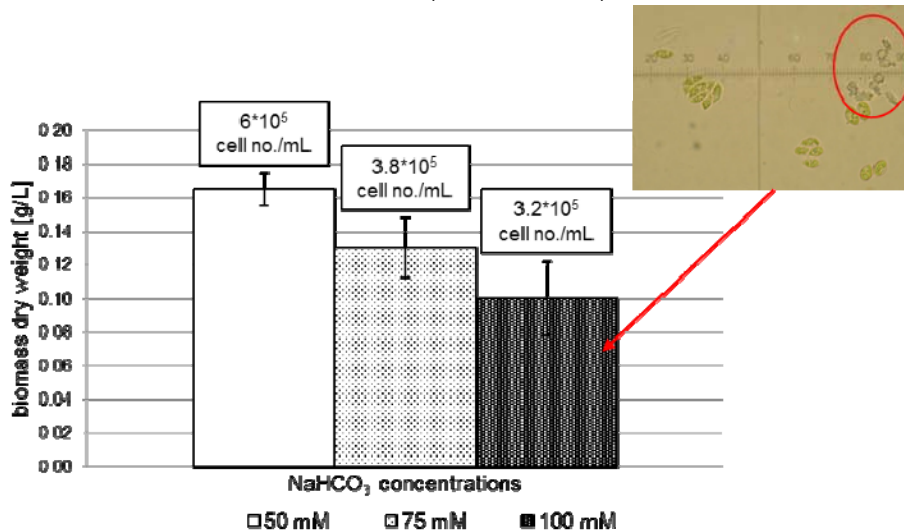 6*10⁵
cell no./mL
3.8*10⁵
cell no./mL
3.2*10⁵
cell no./mL
20 30 40 70 80 90
biomass dry weight [g/L]
0.20
0.18
0.16
0.14
0.12
0.10
0.08
0.06
0.04
0.02
0.00
NaHCO₃ concentrations
50 mM 75 mM 100 mM